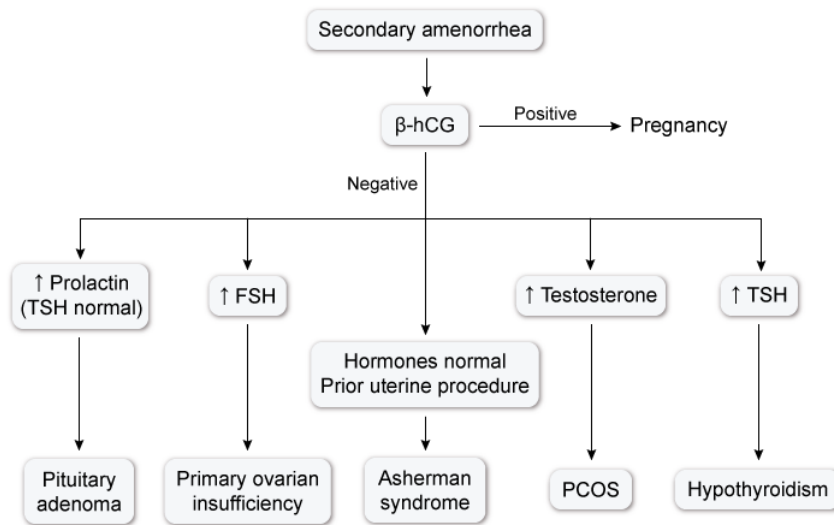 Secondary amenorrhea
β-hCG
Positive
Pregnancy
Negative
↑ Prolactin
(TSH normal)
↑ FSH
↑ Testosterone
↑ TSH
Hormones normal
Prior uterine procedure
Pituitary
adenoma
Primary ovarian
insufficiency
Asherman
syndrome
PCOS
Hypothyroidism